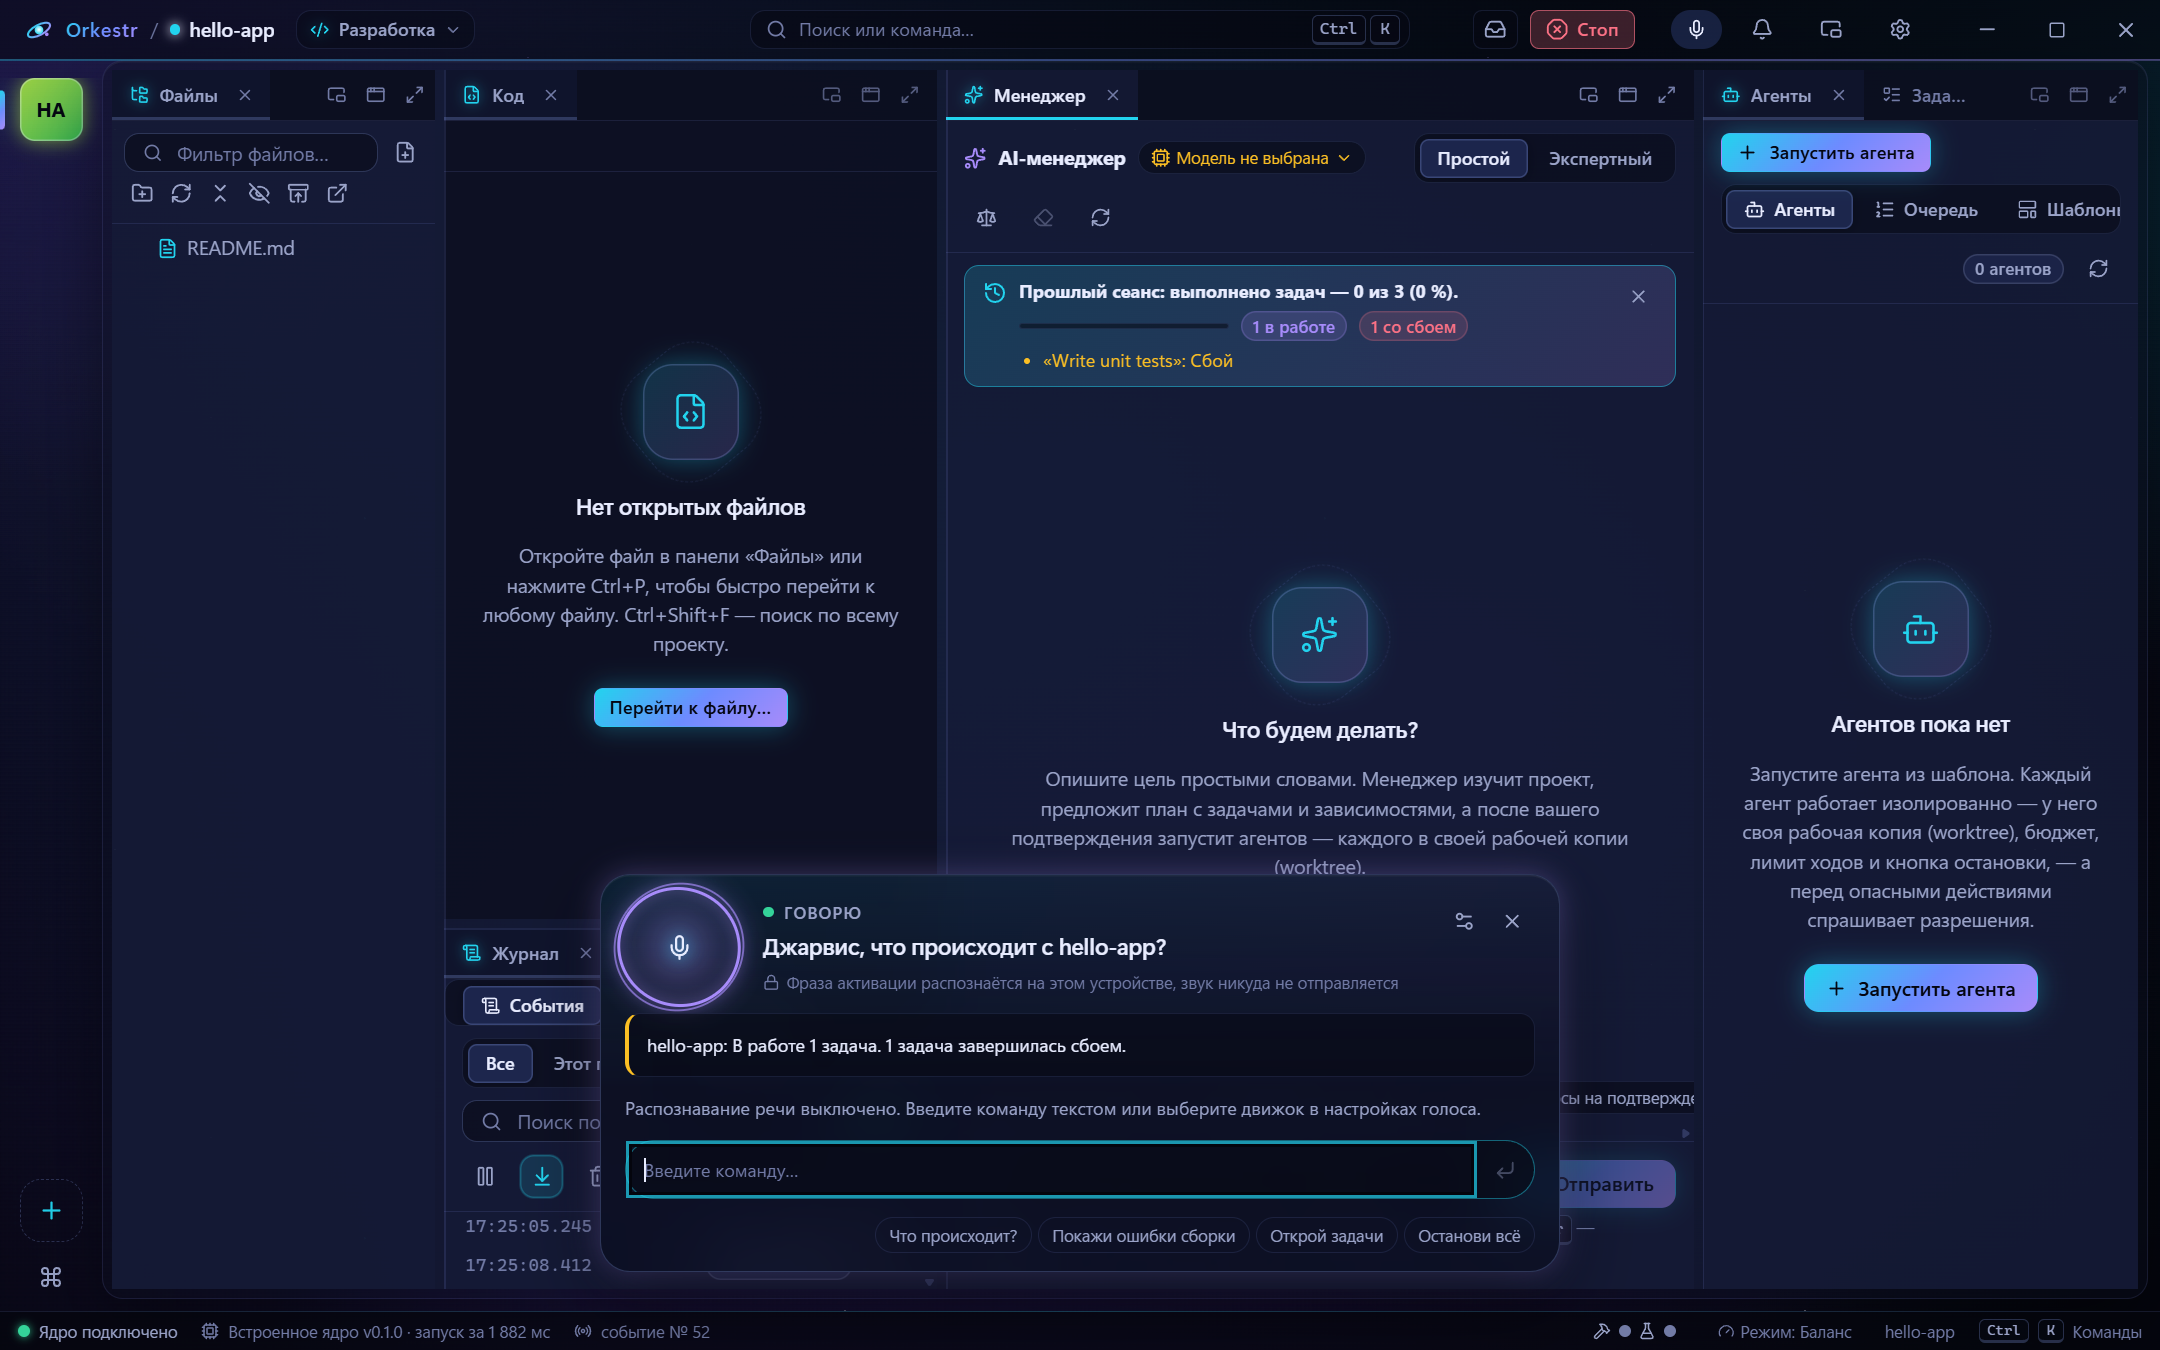 Orkestr / hello-app
Разработка
Поиск или команда...
Ctrl K
Стоп
HA
Файлы
Фильтр файлов...
README.md
Код
Нет открытых файлов
Откройте файл в панели «Файлы» или
нажмите Ctrl+P, чтобы быстро перейти к
любому файлу. Ctrl+Shift+F — поиск по всему
проекту.
Перейти к файлу...
Менеджер
AI-менеджер
Модель не выбрана
Простой
Экспертный
Прошлый сеанс: выполнено задач — 0 из 3 (0 %).
1 в работе
1 со сбоем
«Write unit tests»: Сбой
Что будем делать?
Опишите цель простыми словами. Менеджер изучит проект,
предложит план с задачами и зависимостями, а после вашего
подтверждения запустит агентов — каждого в своей рабочей копии
(worktree).
Отправить
Агенты
Зада...
Запустить агента
Агенты
Очередь
Шаблоны
0 агентов
Агентов пока нет
Запустите агента из шаблона. Каждый
агент работает изолированно — у него
своя рабочая копия (worktree), бюджет,
лимит ходов и кнопка остановки, — а
перед опасными действиями
спрашивает разрешения.
Запустить агента
Журнал
События
Все
Этот
Поиск по
17:25:05.245
17:25:08.412
ГОВОРЮ
Джарвис, что происходит с hello-app?
Фраза активации распознаётся на этом устройстве, звук никуда не отправляется
hello-app: В работе 1 задача. 1 задача завершилась сбоем.
Распознавание речи выключено. Введите команду текстом или выберите движок в настройках голоса.
Введите команду...
Что происходит?
Покажи ошибки сборки
Открой задачи
Останови всё
Ядро подключено
Встроенное ядро v0.1.0 · запуск за 1 882 мс
событие № 52
Режим: Баланс
hello-app
Ctrl K Команды